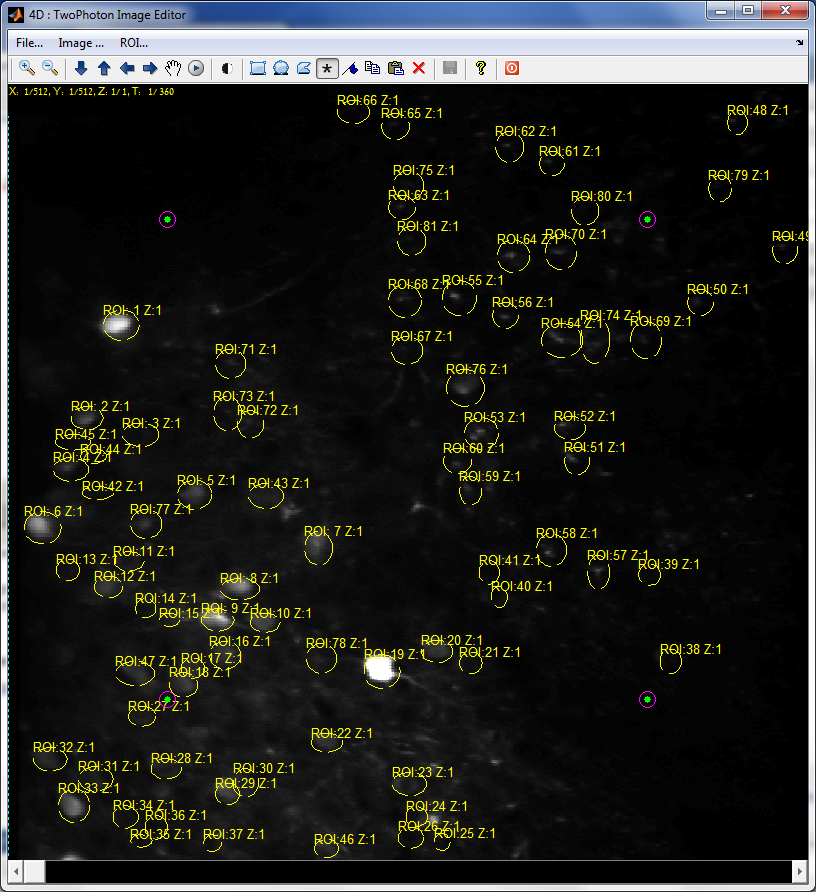 4D : TwoPhoton Image Editor
File... Image ... ROI...
X: 1/512, Y: 1/512, Z: 1/1, T: 1/360
ROI:66 Z:1
ROI:65 Z:1
ROI:48 Z:1
ROI:62 Z:1
ROI:61 Z:1
ROI:75 Z:1
ROI:79 Z:1
ROI:63 Z:1
ROI:80 Z:1
ROI:81 Z:1
ROI:64 Z:1
ROI:70 Z:1
ROI:49
ROI:68 Z:1
ROI:55 Z:1
ROI:50 Z:1
ROI:56 Z:1
ROI:-1 Z:1
ROI:54 Z:1
ROI:74 Z:1
ROI:69 Z:1
ROI:67 Z:1
ROI:71 Z:1
ROI:76 Z:1
ROI:73 Z:1
ROI: 2 Z:1
ROI:72 Z:1
ROI:53 Z:1
ROI:52 Z:1
ROI:-3 Z:1
ROI:45 Z:1
ROI:44 Z:1
ROI:60 Z:1
ROI:51 Z:1
ROI:-4 Z:1
ROI:59 Z:1
ROI:42 Z:1
ROI: 5 Z:1
ROI:43 Z:1
ROI:-6 Z:1
ROI:77 Z:1
ROI: 7 Z:1
ROI:58 Z:1
ROI:11 Z:1
ROI:13 Z:1
ROI:57 Z:1
ROI:41 Z:1
ROI:39 Z:1
ROI:12 Z:1
ROI:-8 Z:1
ROI:40 Z:1
ROI:14 Z:1
ROI:15 Z:1
ROI:-9 Z:1
ROI:10 Z:1
ROI:16 Z:1
ROI:78 Z:1
ROI:20 Z:1
ROI:19 Z:1
ROI:21 Z:1
ROI:38 Z:1
ROI:47 Z:1
ROI:17 Z:1
ROI:18 Z:1
ROI:27 Z:1
ROI:22 Z:1
ROI:32 Z:1
ROI:28 Z:1
ROI:31 Z:1
ROI:30 Z:1
ROI:23 Z:1
ROI:33 Z:1
ROI:29 Z:1
ROI:34 Z:1
ROI:24 Z:1
ROI:36 Z:1
ROI:35 Z:1
ROI:37 Z:1
ROI:46 Z:1
ROI:26 Z:1
ROI:25 Z:1